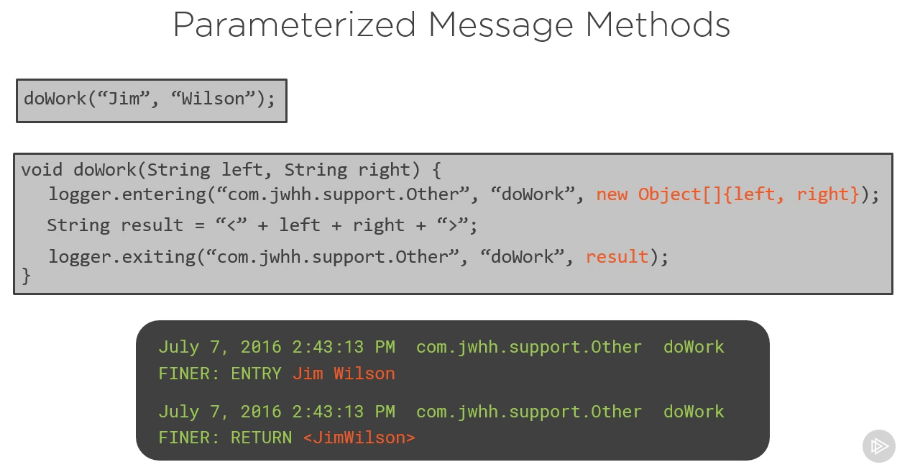 Parameterized Message Methods
doWork(“Jim”, “Wilson”);
void doWork(String left, String right) {
logger.entering(“com.jwhh.support.Other”, “doWork”, new Object[]{left, right});
String result = “<” + left + right + “>”;
logger.exiting(“com.jwhh.support.Other”, “doWork”, result);
}
July 7, 2016 2:43:13 PM com.jwhh.support.Other doWork
FINER: ENTRY Jim Wilson
July 7, 2016 2:43:13 PM com.jwhh.support.Other doWork
FINER: RETURN <JimWilson>